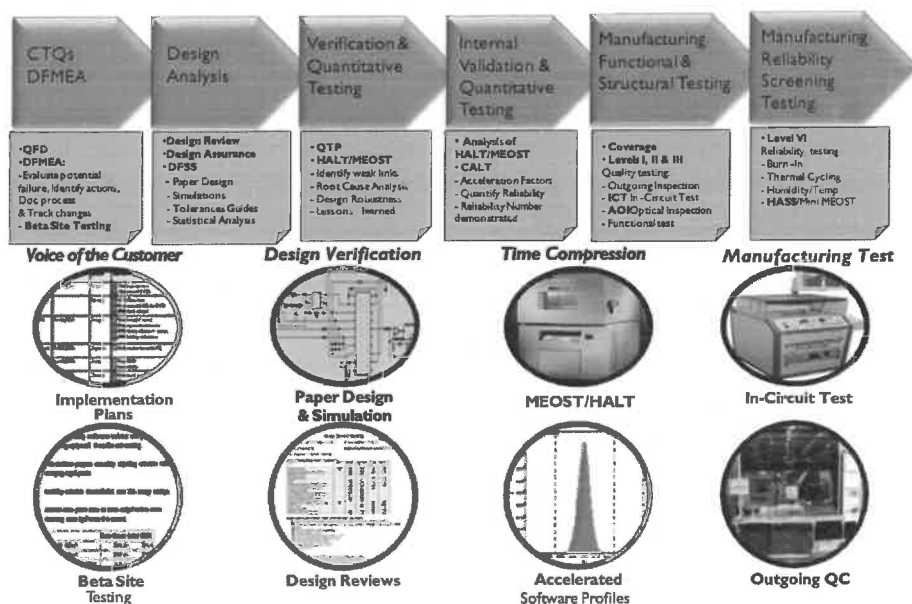 CTQs
DFMEA
Design
Analysis
Verification &
Quantitative
Testing
Internal
Validation &
Quantitative
Testing
Manufacturing
Functional &
Structural Testing
Manufacturing
Reliability
Screening
Testing
•QFD
•DFMEA:
-Evaluate potential
failure, Identify actions,
Doc process
& Track changes
- Beta Site Testing
•Design Review
•Design Assurance
•DFSS
- Paper Design
- Simulations
- Tolerances Guides
- Statistical Analysis
• QTP
• HALT/MEOST
- Identify weak links
- Root Cause Analysis
- Design Robustness
- Lessons learned
• Analysis of
HALT/MEOST
• CALT
- Acceleration Factors
- Quantify Reliability
- Reliability Number
demonstrated
• Coverage
• Levels I, II & III
Quality testing:
- Outgoing Inspection
- ICT In-Circuit Test
- AOI Optical Inspection
- Functional test
• Level VI
Reliability testing
- Burn-In
- Thermal Cycling
- Humidity/Temp
• HASS/Mini MEOST
Voice of the Customer
Design Verification
Time Compression
Manufacturing Test
Implementation
Plans
Paper Design
& Simulation
MEOST/HALT
In-Circuit Test
Beta Site
Testing
Design Reviews
Accelerated
Software Profiles
Outgoing QC